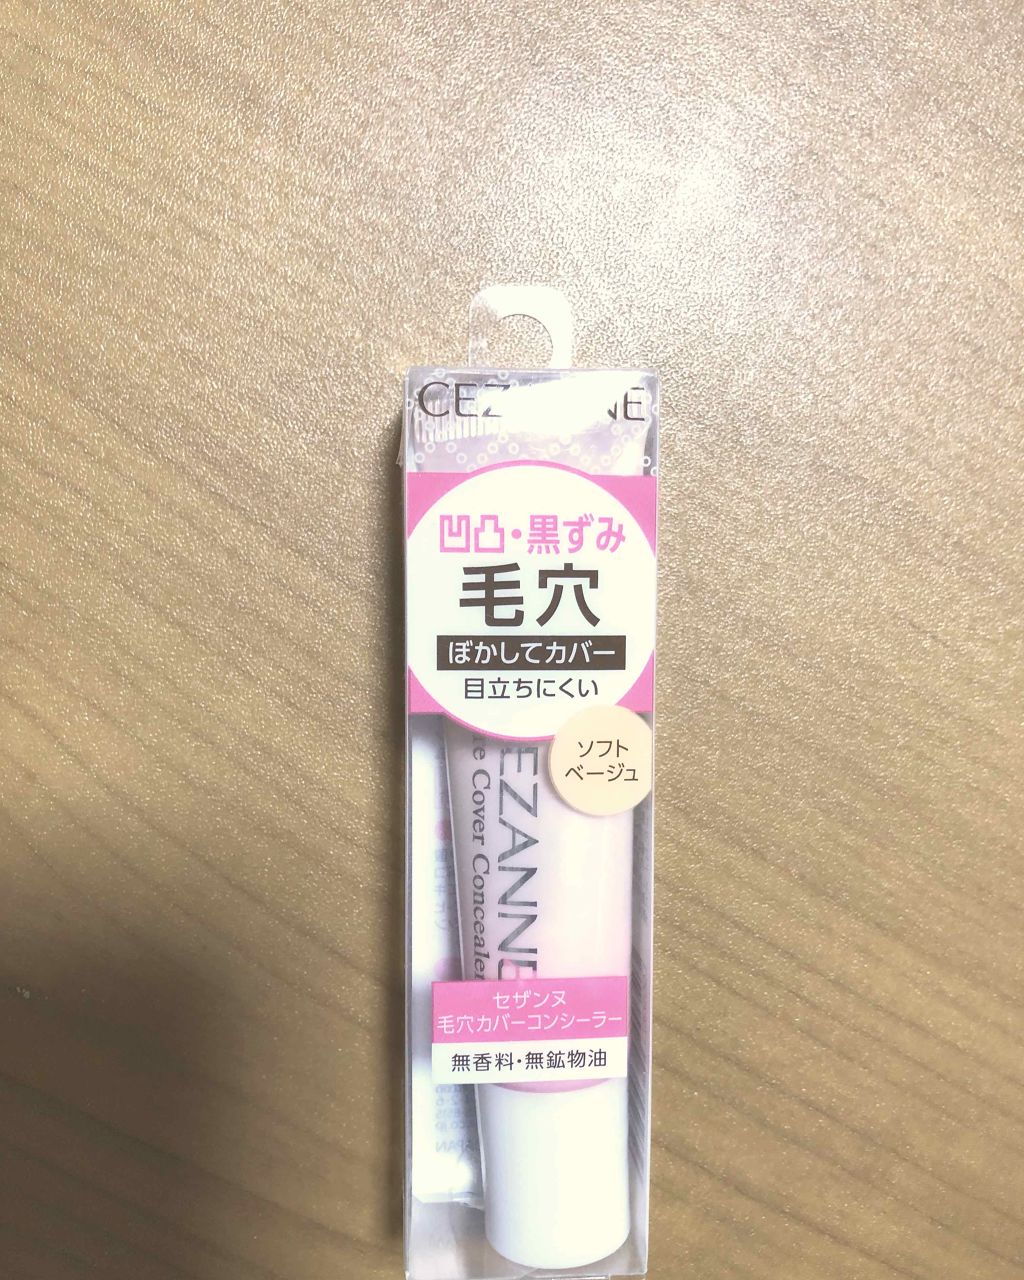 凹凸・黒ずみ
毛穴
ぼかしてカバー
目立ちにくい
ソフト
ベージュ
EZANNE
Cover Concealer
セザンヌ
毛穴カバーコンシーラー
無香料・無鉱物油